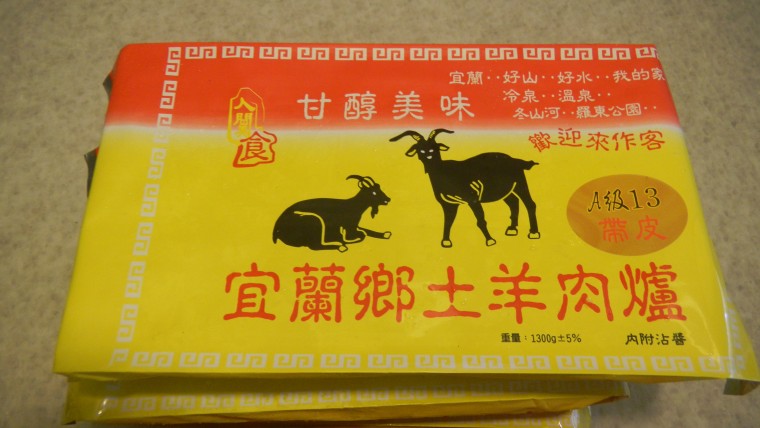 宜蘭‥好山‥好水‥我的家
冷泉‥溫泉‥
冬山河‥羅東公園‥
歡迎來作客
人間
食
甘醇美味
A級13
帶皮
宜蘭鄉土羊肉爐
重量：1300g±5%
內附沾醬